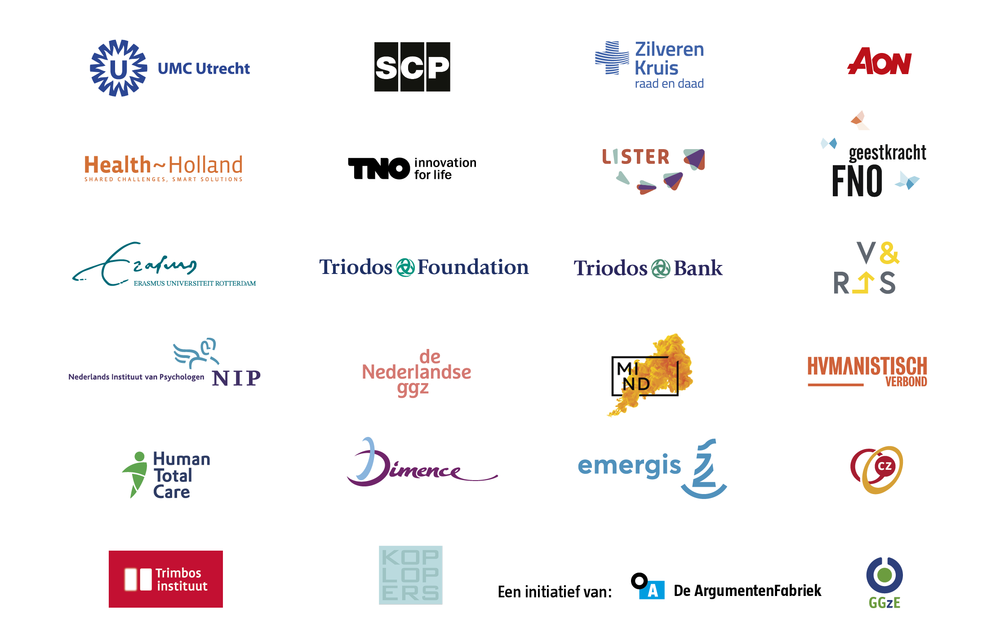 U UMC Utrecht
SCP
Zilveren
Kruis
raad en daad
AON
Health~Holland
SHARED CHALLENGES, SMART SOLUTIONS
TNO innovation
for life
LISTER
geestkracht
FNO
Erasmus
ERASMUS UNIVERSITEIT ROTTERDAM
Triodos Foundation
Triodos Bank
V&
R S
Nederlands Instituut van Psychologen NIP
de
Nederlandse
ggz
MI
ND
HVMANISTISCH
VERBOND
Human
Total
Care
Dimence
emergis
cz
Trimbos
instituut
KOP
LOP
ERS
Een initiatief van:
A De ArgumentenFabriek
GGzE